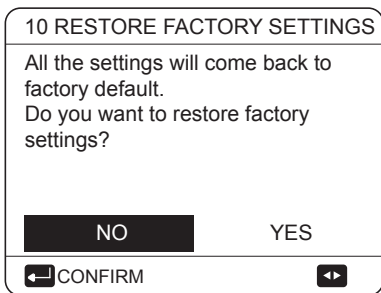 10 RESTORE FACTORY SETTINGS
All the settings will come back to
factory default.
Do you want to restore factory
settings?
NO YES
CONFIRM